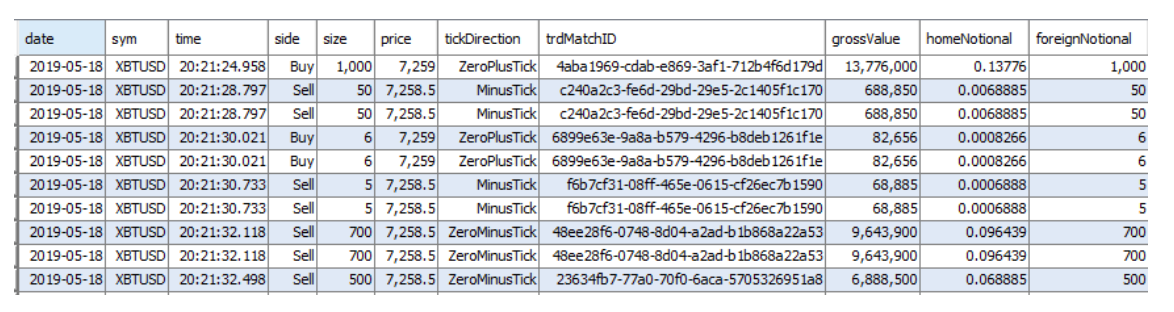 date sym time side size price tickDirection trdMatchID grossValue homeNotional foreignNotional
2019-05-18 XBTUSD 20:21:24.958 Buy 1,000 7,259 ZeroPlusTick 4aba1969-cdab-e869-3af1-712b4f6d179d 13,776,000 0.13776 1,000
2019-05-18 XBTUSD 20:21:28.797 Sell 50 7,258.5 MinusTick c240a2c3-fe6d-29bd-29e5-2c1405f1c170 688,850 0.0068885 50
2019-05-18 XBTUSD 20:21:28.797 Sell 50 7,258.5 MinusTick c240a2c3-fe6d-29bd-29e5-2c1405f1c170 688,850 0.0068885 50
2019-05-18 XBTUSD 20:21:30.021 Buy 6 7,259 ZeroPlusTick 6899e63e-9a8a-b579-4296-b8deb1261f1e 82,656 0.0008266 6
2019-05-18 XBTUSD 20:21:30.021 Buy 6 7,259 ZeroPlusTick 6899e63e-9a8a-b579-4296-b8deb1261f1e 82,656 0.0008266 6
2019-05-18 XBTUSD 20:21:30.733 Sell 5 7,258.5 MinusTick f6b7cf31-08ff-465e-0615-cf26ec7b1590 68,885 0.0006888 5
2019-05-18 XBTUSD 20:21:30.733 Sell 5 7,258.5 MinusTick f6b7cf31-08ff-465e-0615-cf26ec7b1590 68,885 0.0006888 5
2019-05-18 XBTUSD 20:21:32.118 Sell 700 7,258.5 ZeroMinusTick 48ee28f6-0748-8d04-a2ad-b1b868a22a53 9,643,900 0.096439 700
2019-05-18 XBTUSD 20:21:32.118 Sell 700 7,258.5 ZeroMinusTick 48ee28f6-0748-8d04-a2ad-b1b868a22a53 9,643,900 0.096439 700
2019-05-18 XBTUSD 20:21:32.498 Sell 500 7,258.5 ZeroMinusTick 23634fb7-77a0-70f0-6aca-5705326951a8 6,888,500 0.068885 500